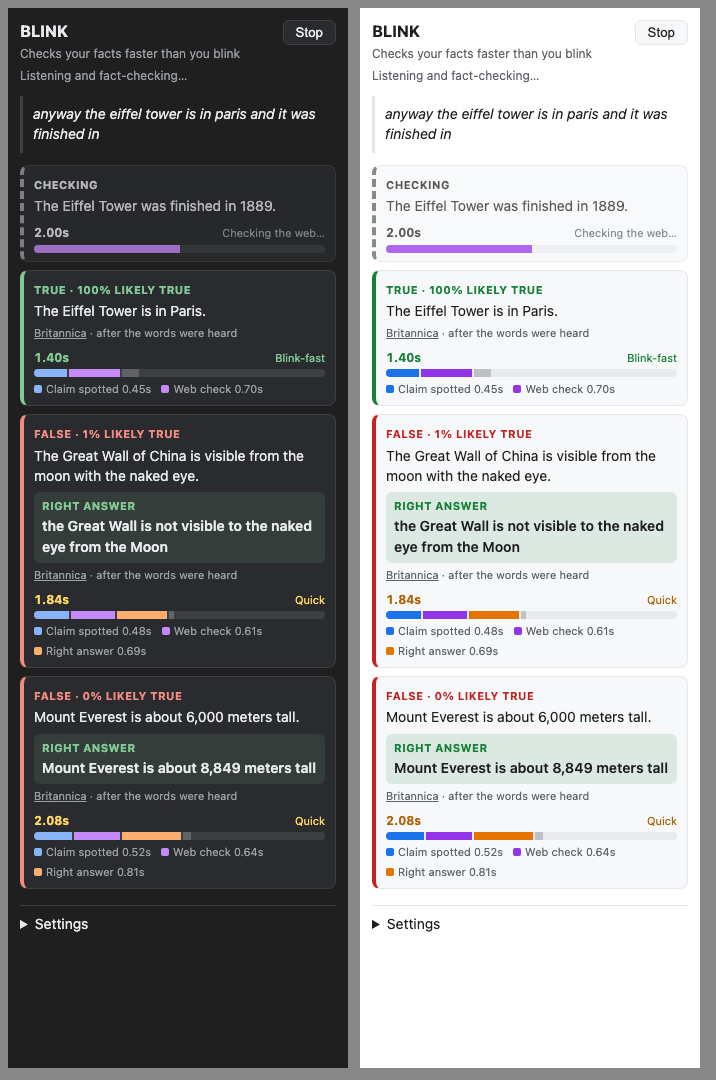 BLINK
Stop
Checks your facts faster than you blink
Listening and fact-checking...
anyway the eiffel tower is in paris and it was
finished in
CHECKING
The Eiffel Tower was finished in 1889.
2.00s
Checking the web...
TRUE · 100% LIKELY TRUE
The Eiffel Tower is in Paris.
Britannica · after the words were heard
1.40s
Blink-fast
Claim spotted 0.45s
Web check 0.70s
FALSE · 1% LIKELY TRUE
The Great Wall of China is visible from the
moon with the naked eye.
RIGHT ANSWER
the Great Wall is not visible to the naked
eye from the Moon
Britannica · after the words were heard
1.84s
Quick
Claim spotted 0.48s
Web check 0.61s
Right answer 0.69s
FALSE · 0% LIKELY TRUE
Mount Everest is about 6,000 meters tall.
RIGHT ANSWER
Mount Everest is about 8,849 meters tall
Britannica · after the words were heard
2.08s
Quick
Claim spotted 0.52s
Web check 0.64s
Right answer 0.81s
Settings
BLINK
Stop
Checks your facts faster than you blink
Listening and fact-checking...
anyway the eiffel tower is in paris and it was
finished in
CHECKING
The Eiffel Tower was finished in 1889.
2.00s
Checking the web...
TRUE · 100% LIKELY TRUE
The Eiffel Tower is in Paris.
Britannica · after the words were heard
1.40s
Blink-fast
Claim spotted 0.45s
Web check 0.70s
FALSE · 1% LIKELY TRUE
The Great Wall of China is visible from the
moon with the naked eye.
RIGHT ANSWER
the Great Wall is not visible to the naked
eye from the Moon
Britannica · after the words were heard
1.84s
Quick
Claim spotted 0.48s
Web check 0.61s
Right answer 0.69s
FALSE · 0% LIKELY TRUE
Mount Everest is about 6,000 meters tall.
RIGHT ANSWER
Mount Everest is about 8,849 meters tall
Britannica · after the words were heard
2.08s
Quick
Claim spotted 0.52s
Web check 0.64s
Right answer 0.81s
Settings